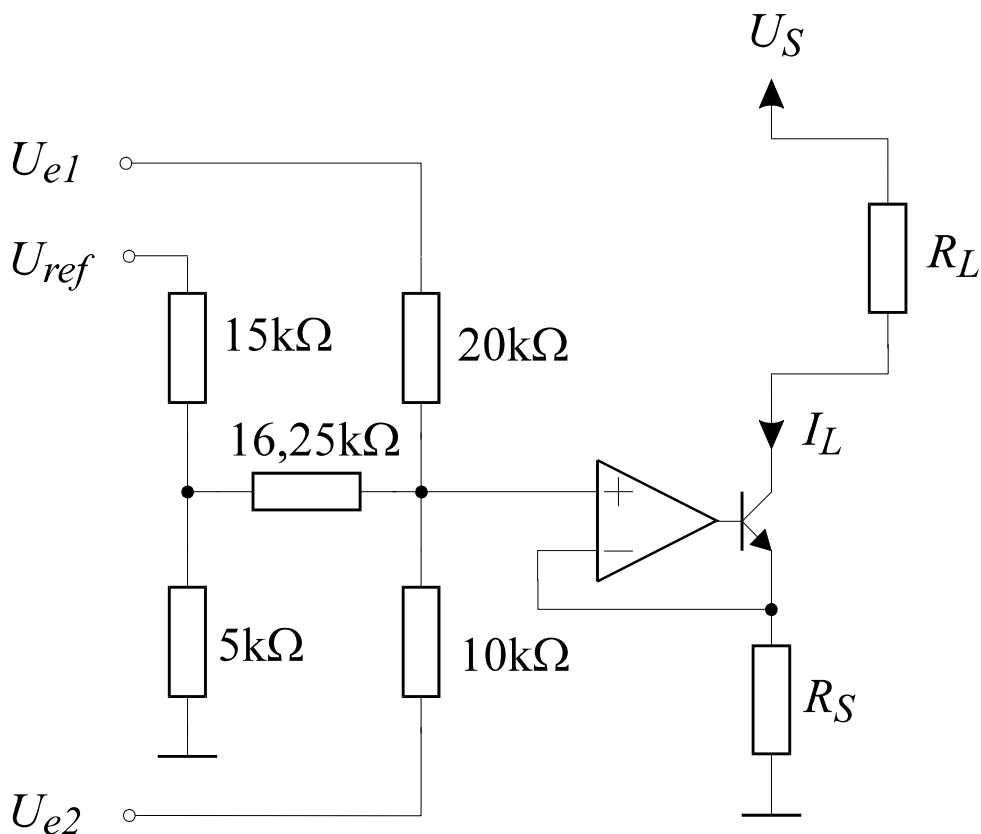 U_S
U_e1
U_ref
R_L
15kΩ
20kΩ
16,25kΩ
I_L
+
—
5kΩ
10kΩ
R_S
U_e2